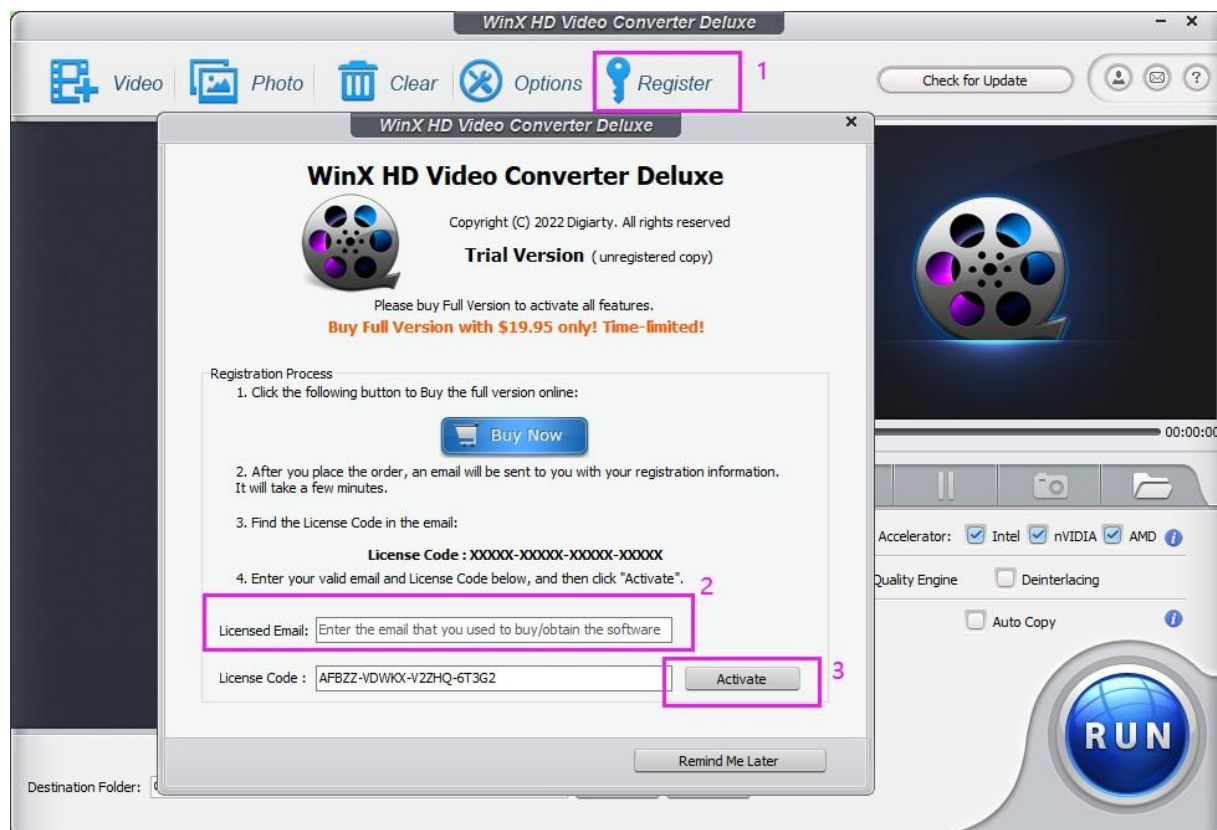 WinX HD Video Converter Deluxe
Video
Photo
Clear
Options
Register
1
Check for Update
WinX HD Video Converter Deluxe
WinX HD Video Converter Deluxe
Copyright (C) 2022 Digiarty. All rights reserved
Trial Version (unregistered copy)
Please buy Full Version to activate all features.
Buy Full Version with $19.95 only! Time-limited!
Registration Process
1. Click the following button to Buy the full version online:
Buy Now
2. After you place the order, an email will be sent to you with your registration information.
It will take a few minutes.
3. Find the License Code in the email:
License Code : XXXXX-XXXXX-XXXXX-XXXXX
4. Enter your valid email and License Code below, and then click "Activate".
2
Licensed Email: Enter the email that you used to buy/obtain the software
License Code : AFBZZ-VDWKX-V2ZHQ-6T3G2
Activate
3
Remind Me Later
00:00:00
Accelerator: Intel nVIDIA AMD
Quality Engine Deinterlacing
Auto Copy
RUN
Destination Folder: